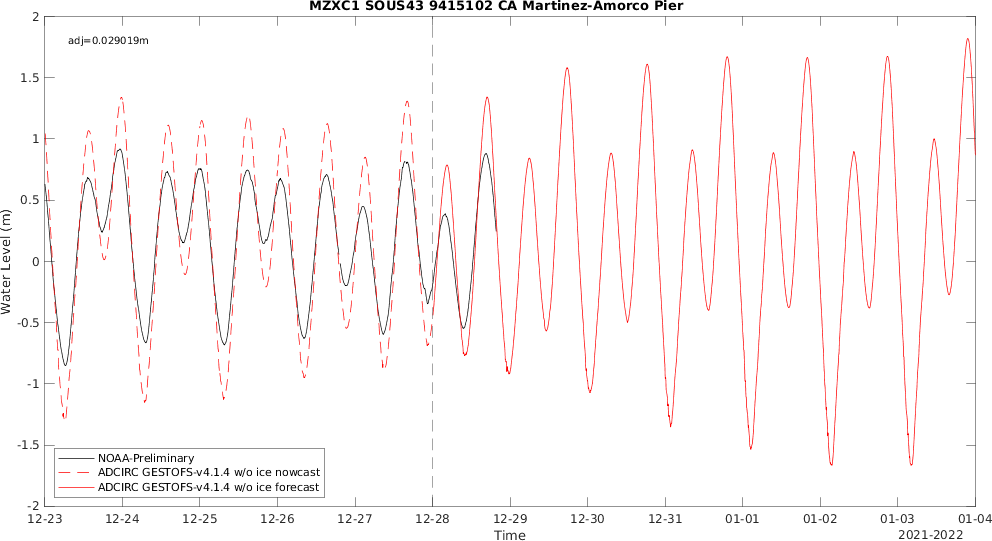 MZXC1 SOUS43 9415102 CA Martinez-Amorco Pier
adj=0.029019m
Water Level (m)
2
1.5
1
0.5
0
-0.5
-1
-1.5
-2
NOAA-Preliminary
ADCIRC GESTOFS-v4.1.4 w/o ice nowcast
ADCIRC GESTOFS-v4.1.4 w/o ice forecast
12-23 12-24 12-25 12-26 12-27 12-28 12-29 12-30 12-31 01-01 01-02 01-03 01-04
Time
2021-2022